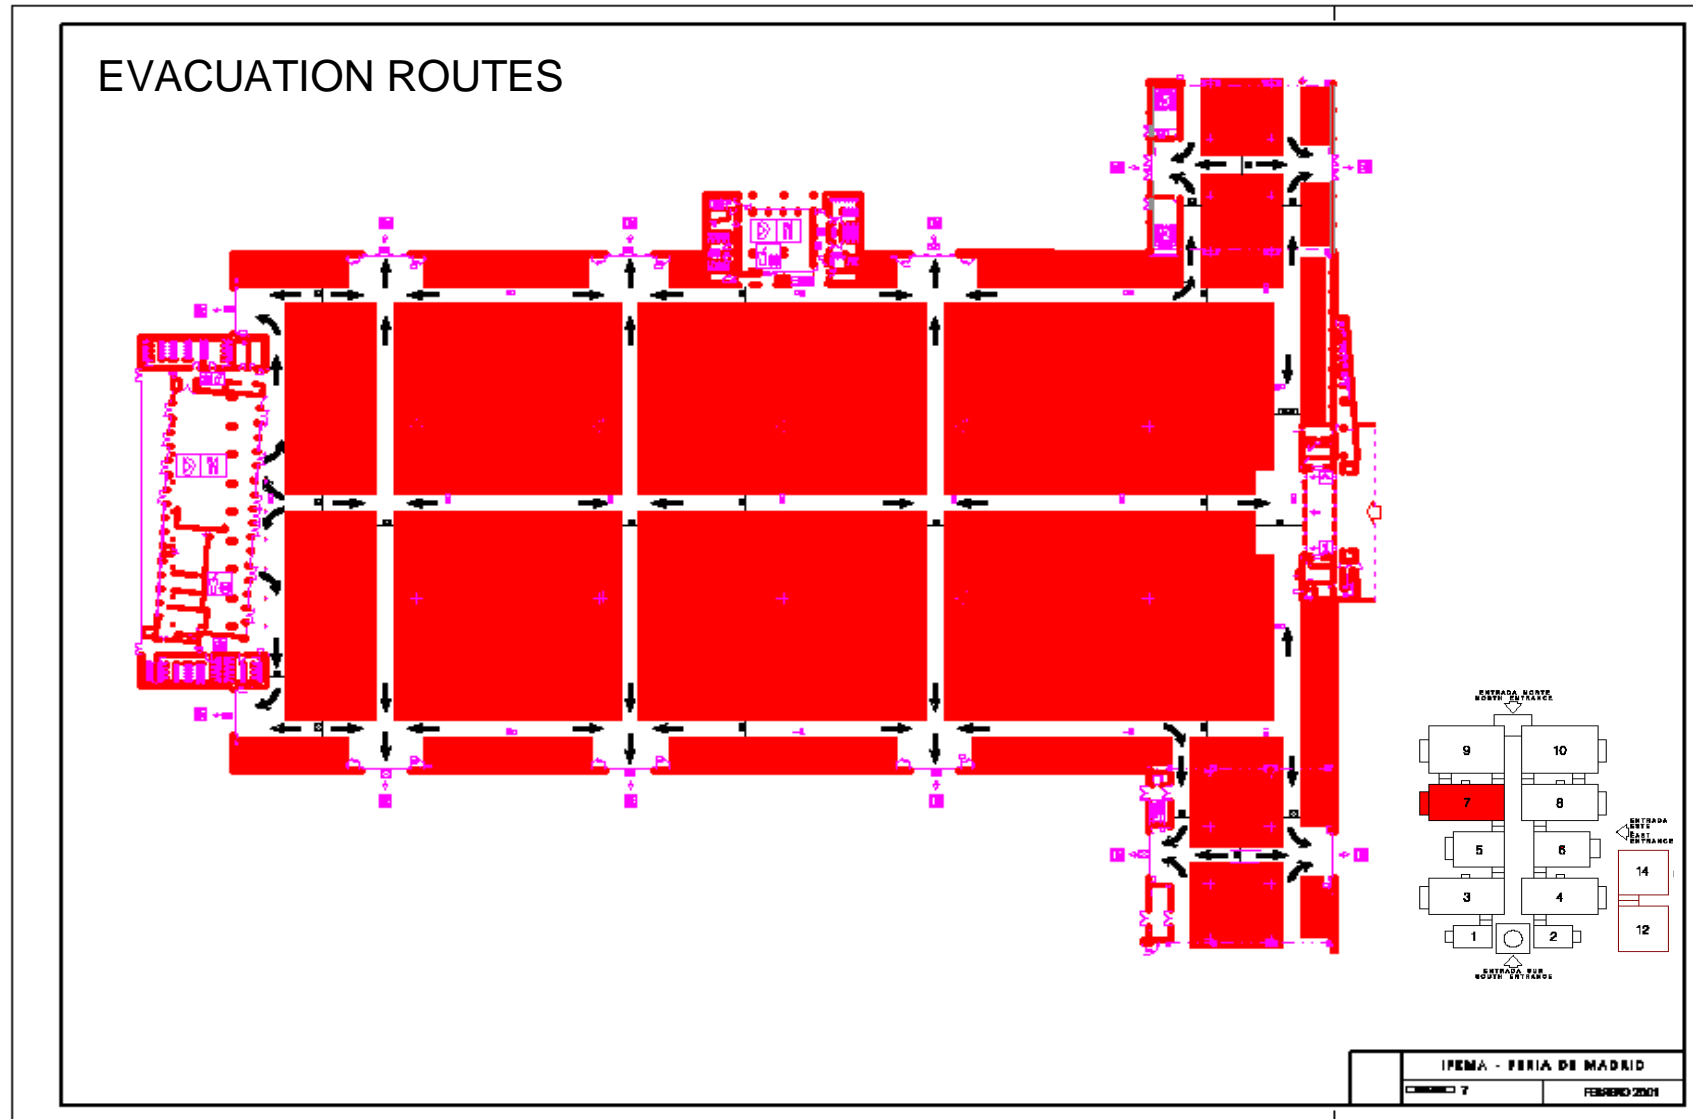 EVACUATION ROUTES
ENTRADA NORTE
NORTH ENTRANCE
9
10
7
8
ENTRADA
ESTE
EAST
ENTRANCE
5
6
14
3
4
12
1
2
ENTRADA SUR
SOUTH ENTRANCE
IFEMA - FERIA DE MADRID
7
FEBRERO 2001